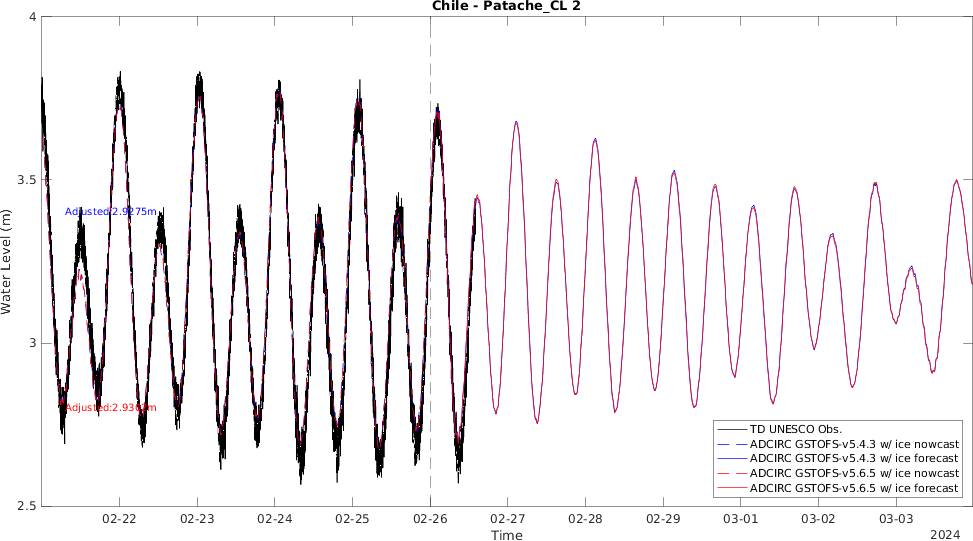 Chile - Patache_CL 2
4
3.5
3
2.5
Water Level (m)
Adjusted:2.9275m
02-22
02-23
02-24
02-25
02-26
02-27
02-28
02-29
03-01
03-02
03-03
Time
2024
TD UNESCO Obs.
ADCIRC GSTOFS-v5.4.3 w/ ice nowcast
ADCIRC GSTOFS-v5.4.3 w/ ice forecast
ADCIRC GSTOFS-v5.6.5 w/ ice nowcast
ADCIRC GSTOFS-v5.6.5 w/ ice forecast